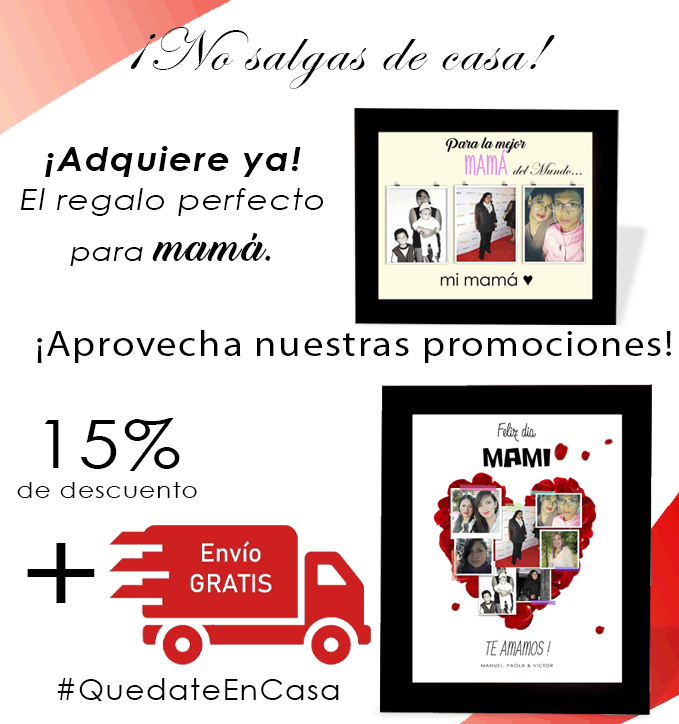 ¡No salgas de casa!
¡Adquiere ya!
El regalo perfecto
para mamá.
Para la mejor
MAMÁ del Mundo...
mi mamá ♥
¡Aprovecha nuestras promociones!
15%
de descuento
+
Envío
GRATIS
#QuedateEnCasa
Feliz dia
MAMI
TE AMAMOS !
MANUEL, PAOLA & VICTOR